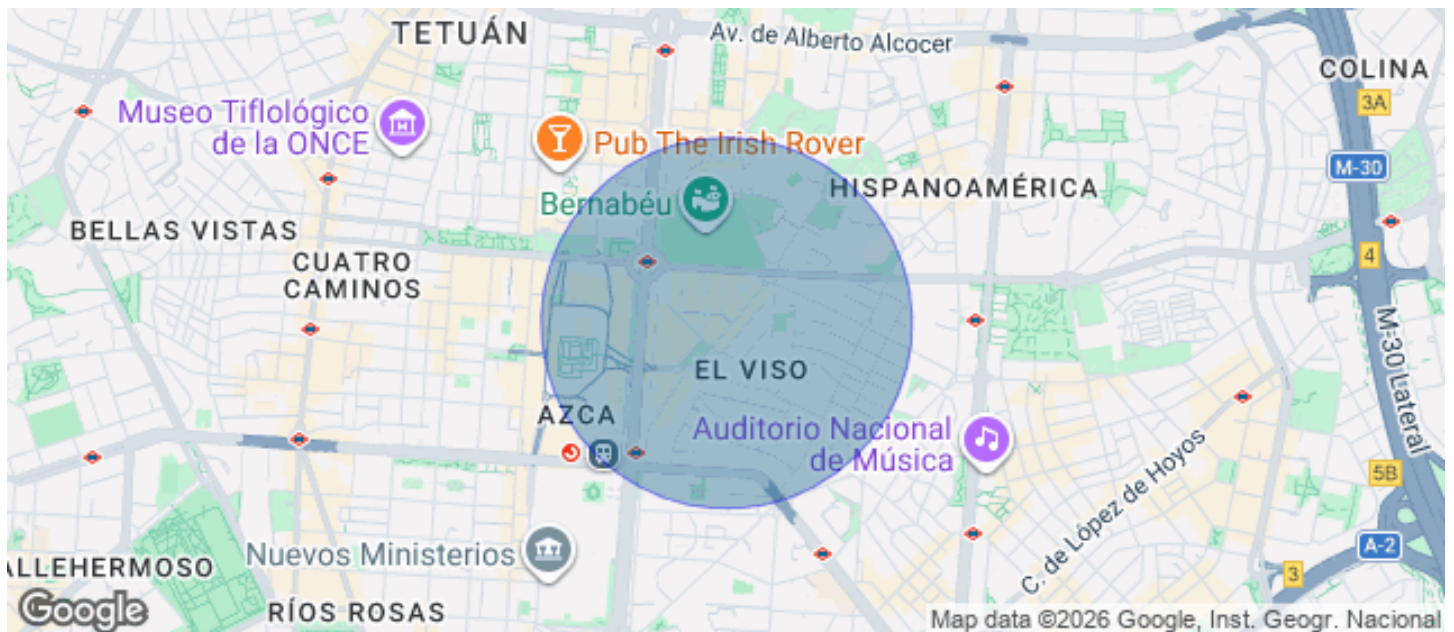 TETUÁN
Av. de Alberto Alcocer
COLINA
3A
Museo Tiflológico
de la ONCE
Pub The Irish Rover
M-30
HISPANOAMÉRICA
Bernabéu
BELLAS VISTAS
CUATRO
CAMINOS
4
M-30 Lateral
EL VISO
AZCA
Auditorio Nacional
de Música
C. de López de Hoyos
5B
Nuevos Ministerios
A-2
ALLEHERMOSO
3
RÍOS ROSAS
Google
Map data ©2026 Google, Inst. Geogr. Nacional